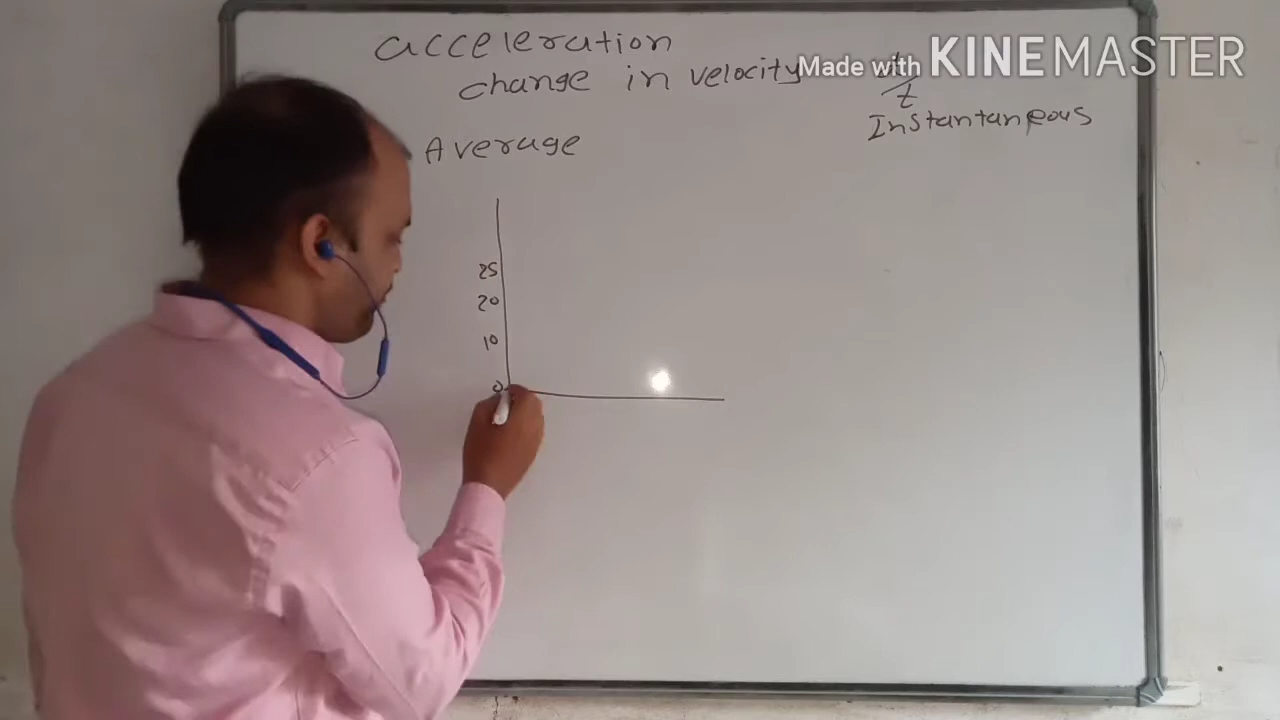 acceleration
change in velocity
Made with KINEMASTER
t
Instantaneous
Average
25
20
10
0